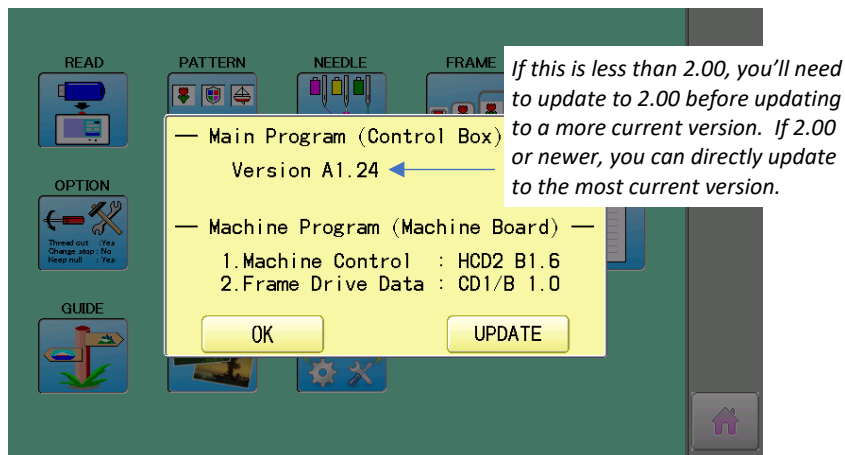 READ
PATTERN
NEEDLE
FRAME
If this is less than 2.00, you'll need
to update to 2.00 before updating
to a more current version.  If 2.00
or newer, you can directly update
to the most current version.
— Main Program (Control Box)
Version A1.24
— Machine Program (Machine Board) —
1.Machine Control : HCD2 B1.6
2.Frame Drive Data : CD1/B 1.0
OK
UPDATE
OPTION
Thread cut :Yes
Change stop: No
Keep null : Yes
GUIDE